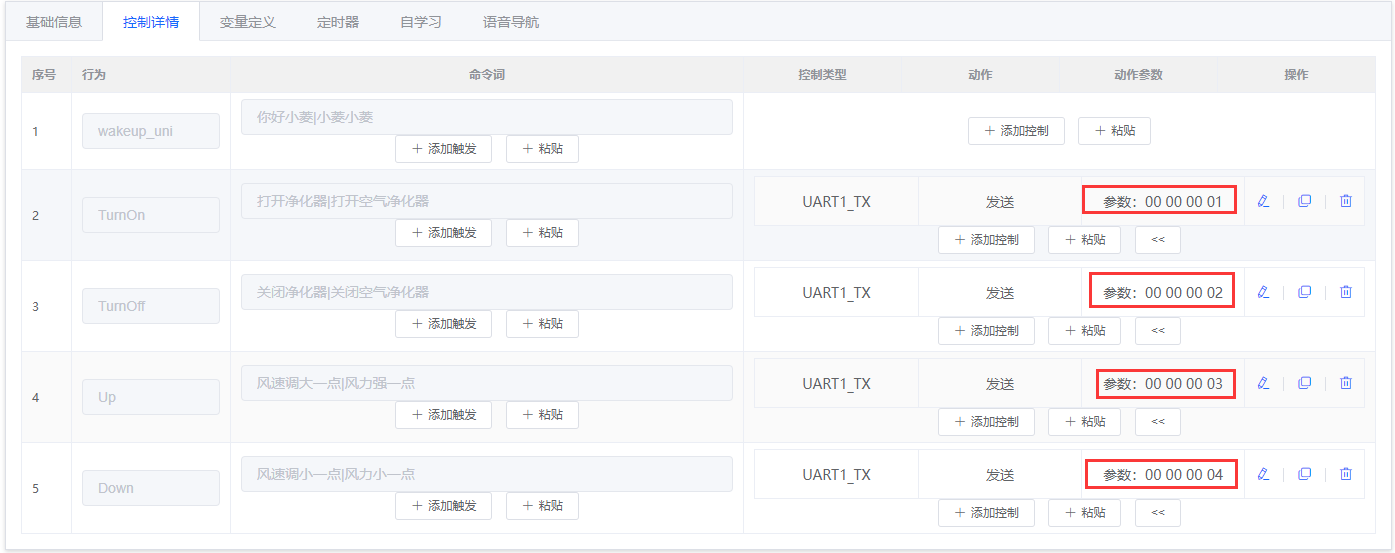 基础信息 控制详情 变量定义 定时器 自学习 语音导航
序号 行为 命令词 控制类型 动作 动作参数 操作
1 wakeup_uni 你好小菱|小菱小菱
+ 添加触发 + 粘贴 + 添加控制 + 粘贴
2 TurnOn 打开净化器|打开空气净化器 UART1_TX 发送 参数：00 00 00 01
+ 添加触发 + 粘贴 + 添加控制 + 粘贴 <<
3 TurnOff 关闭净化器|关闭空气净化器 UART1_TX 发送 参数：00 00 00 02
+ 添加触发 + 粘贴 + 添加控制 + 粘贴 <<
4 Up 风速调大一点|风力强一点 UART1_TX 发送 参数：00 00 00 03
+ 添加触发 + 粘贴 + 添加控制 + 粘贴 <<
5 Down 风速调小一点|风力小一点 UART1_TX 发送 参数：00 00 00 04
+ 添加触发 + 粘贴 + 添加控制 + 粘贴 <<